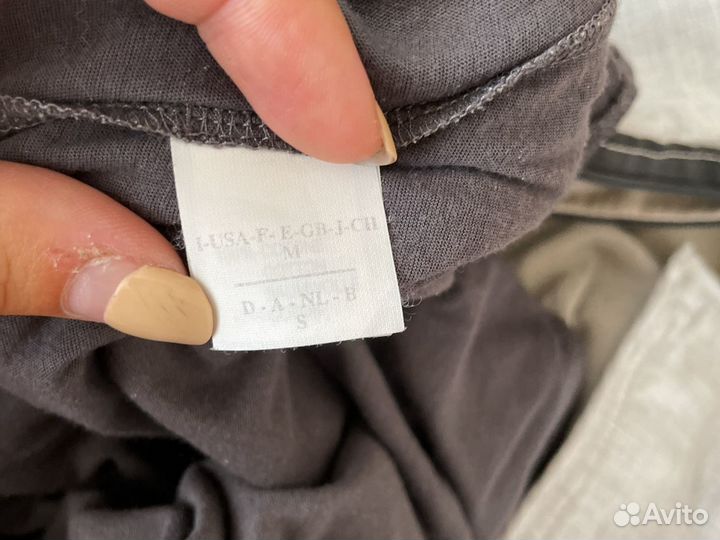 I-USA-F-E-GB-J-CH
M
D-A-NL-B
S
Avito